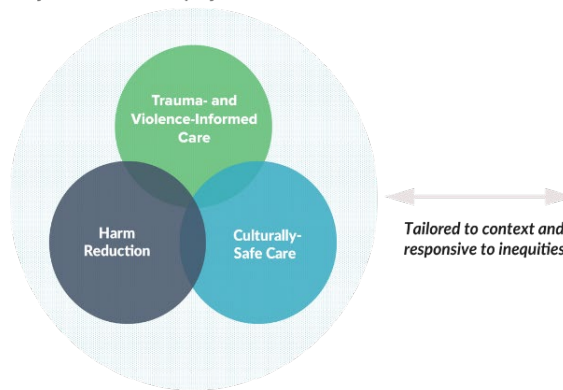 Trauma- and
Violence-Informed
Care
Harm
Reduction
Culturally-
Safe Care
Tailored to context and
responsive to inequities